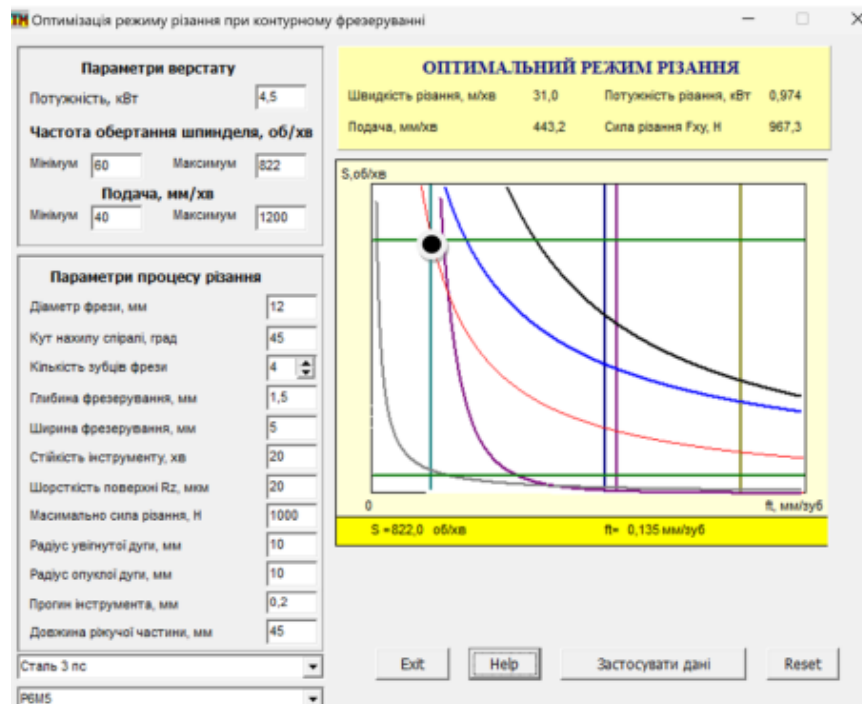 ТМ Оптимізація режиму різання при контурному фрезеруванні
Параметри верстату
Потужність, кВт 4,5
Частота обертання шпинделя, об/хв
Мінімум 60 Максимум 822
Подача, мм/хв
Мінімум 40 Максимум 1200
Параметри процесу різання
Діаметр фрези, мм 12
Кут нахилу спіралі, град 45
Кількість зубців фрези 4
Глибина фрезерування, мм 1,5
Ширина фрезерування, мм 5
Стійкість інструменту, хв 20
Шорсткість поверхні Rz, мкм 20
Масимально сила різання, Н 1000
Радіус увігнутої дуги, мм 10
Радіус опуклої дуги, мм 10
Прогин інструмента, мм 0,2
Довжина ріжучої частини, мм 45
Сталь 3 пс
Р6М5
ОПТИМАЛЬНИЙ РЕЖИМ РІЗАННЯ
Швидкість різання, м/хв 31,0 Потужність різання, кВт 0,974
Подача, мм/хв 443,2 Сила різання Fxy, Н 967,3
S,об/хв
0 ft, мм/зуб
S =822,0 об/хв ft= 0,135 мм/зуб
Exit Help Застосувати дані Reset